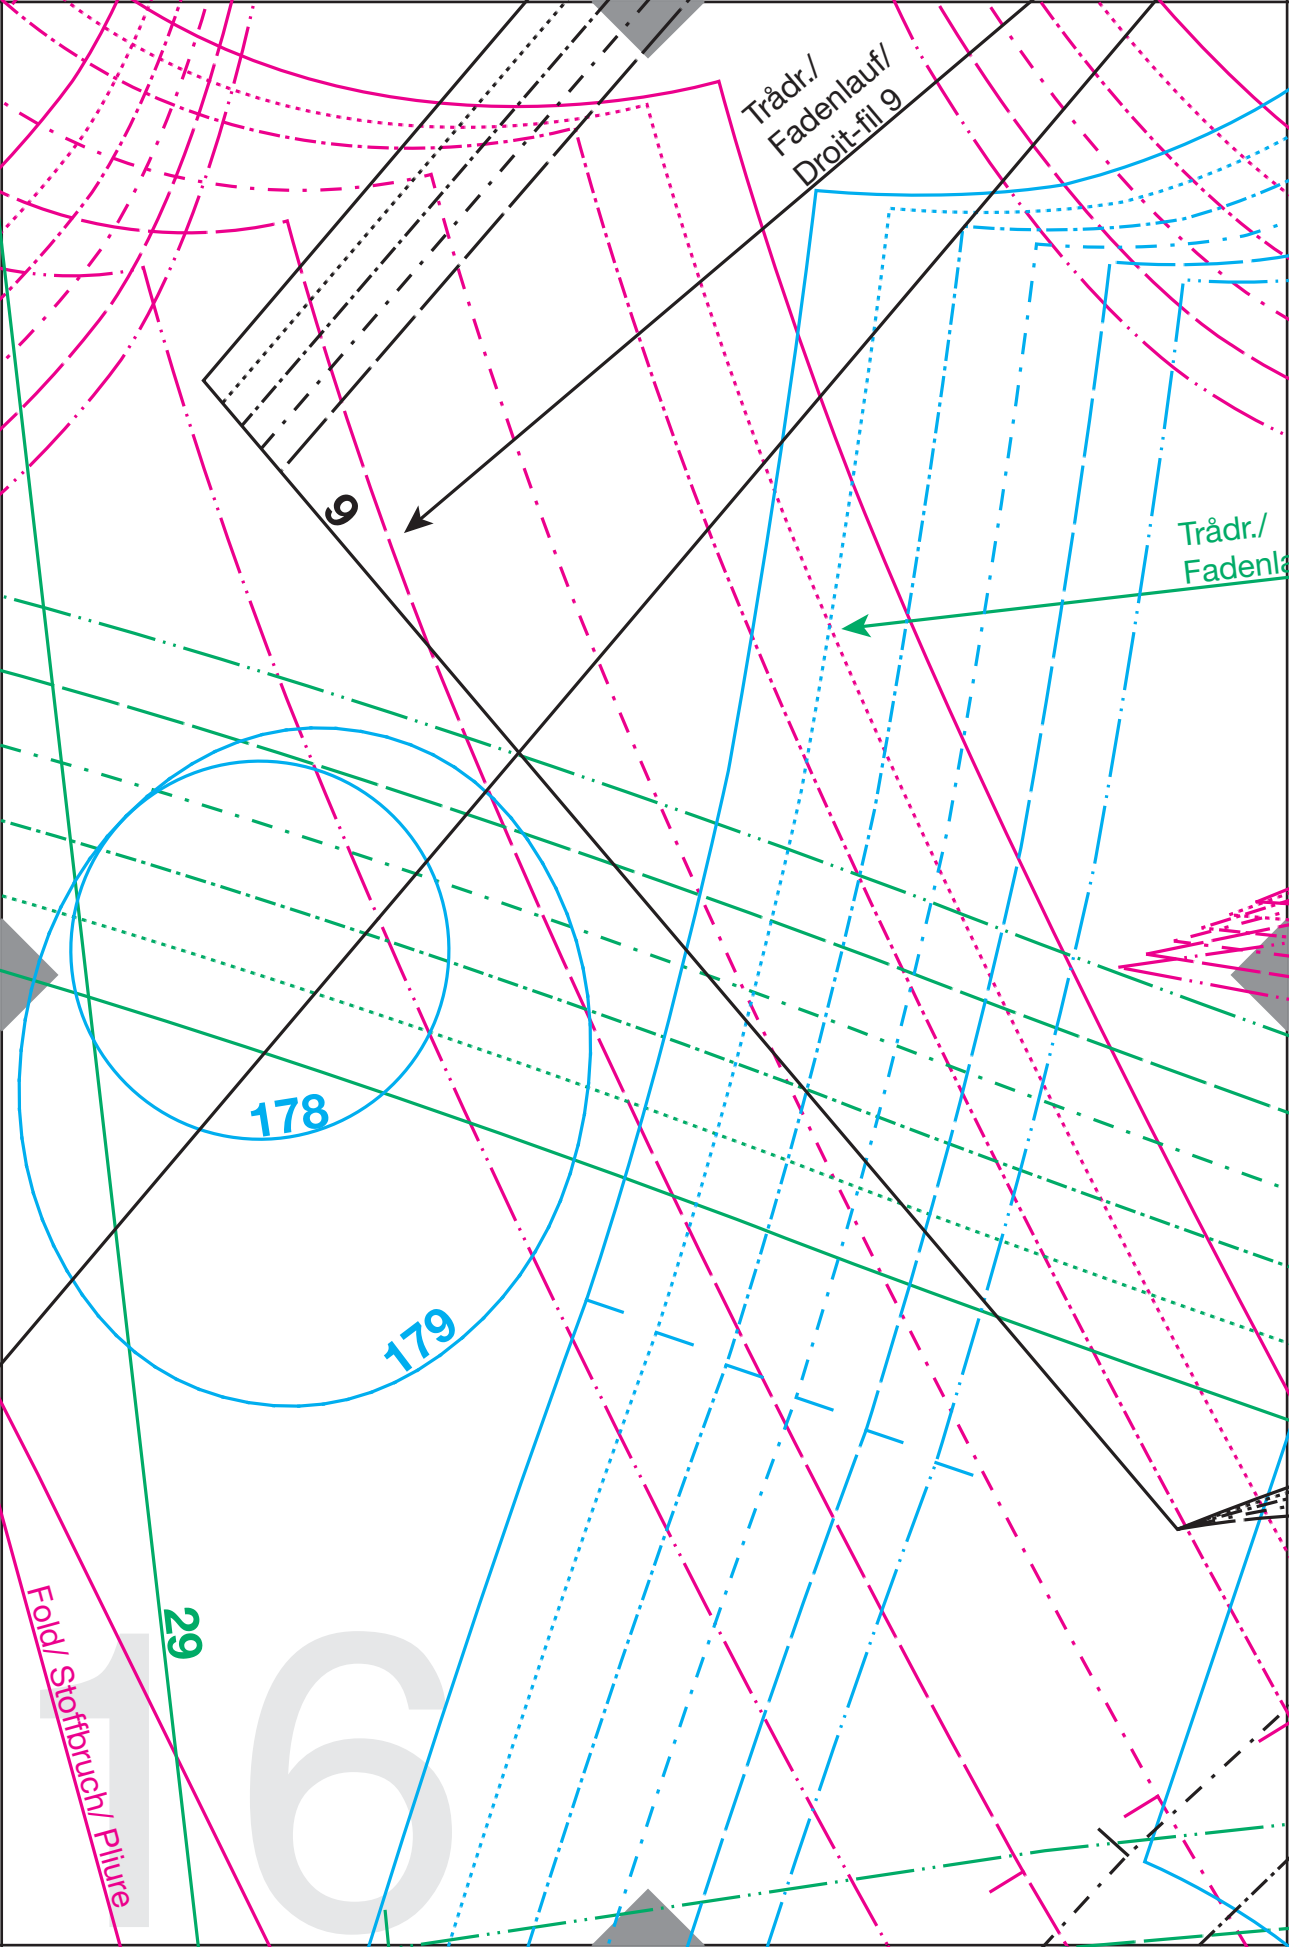 Trådr./
Fadenlauf/
Droit-fil 9
9
Trådr./
Fadenla
178
179
29
16
Fold/ Stoffbruch/ Pliure